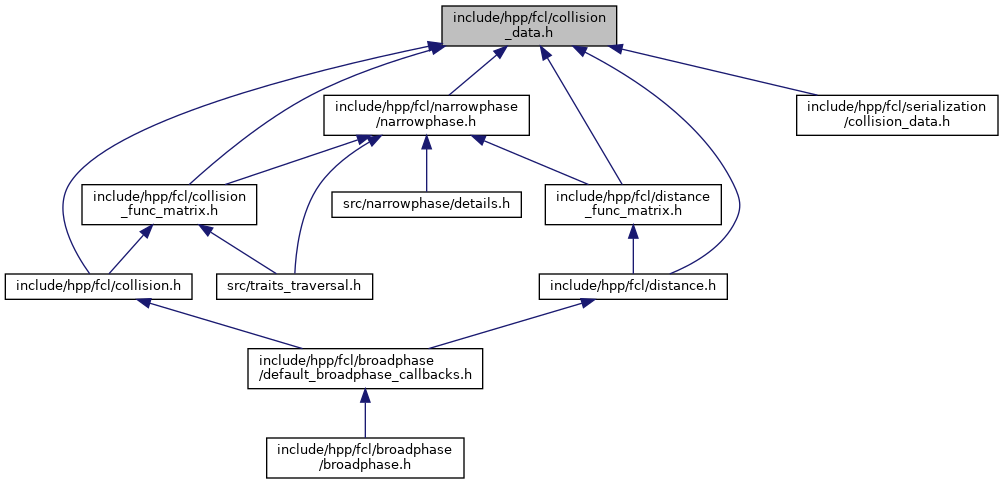 include/hpp/fcl/collision
_data.h
include/hpp/fcl/narrowphase
/narrowphase.h
include/hpp/fcl/serialization
/collision_data.h
include/hpp/fcl/collision
_func_matrix.h
src/narrowphase/details.h
include/hpp/fcl/distance
_func_matrix.h
include/hpp/fcl/collision.h
src/traits_traversal.h
include/hpp/fcl/distance.h
include/hpp/fcl/broadphase
/default_broadphase_callbacks.h
include/hpp/fcl/broadphase
/broadphase.h